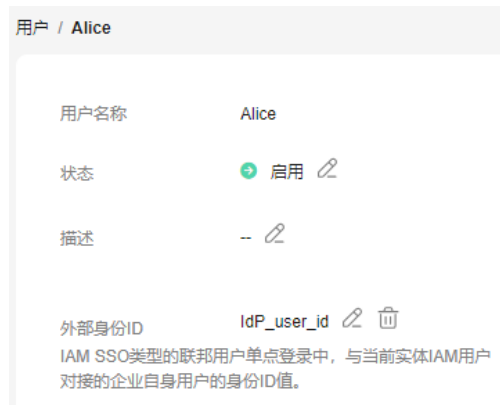 用户 / Alice
用户名称 Alice
状态 启用
描述 --
外部身份ID IdP_user_id
IAM SSO类型的联邦用户单点登录中，与当前实体IAM用户
对接的企业自身用户的身份ID值。